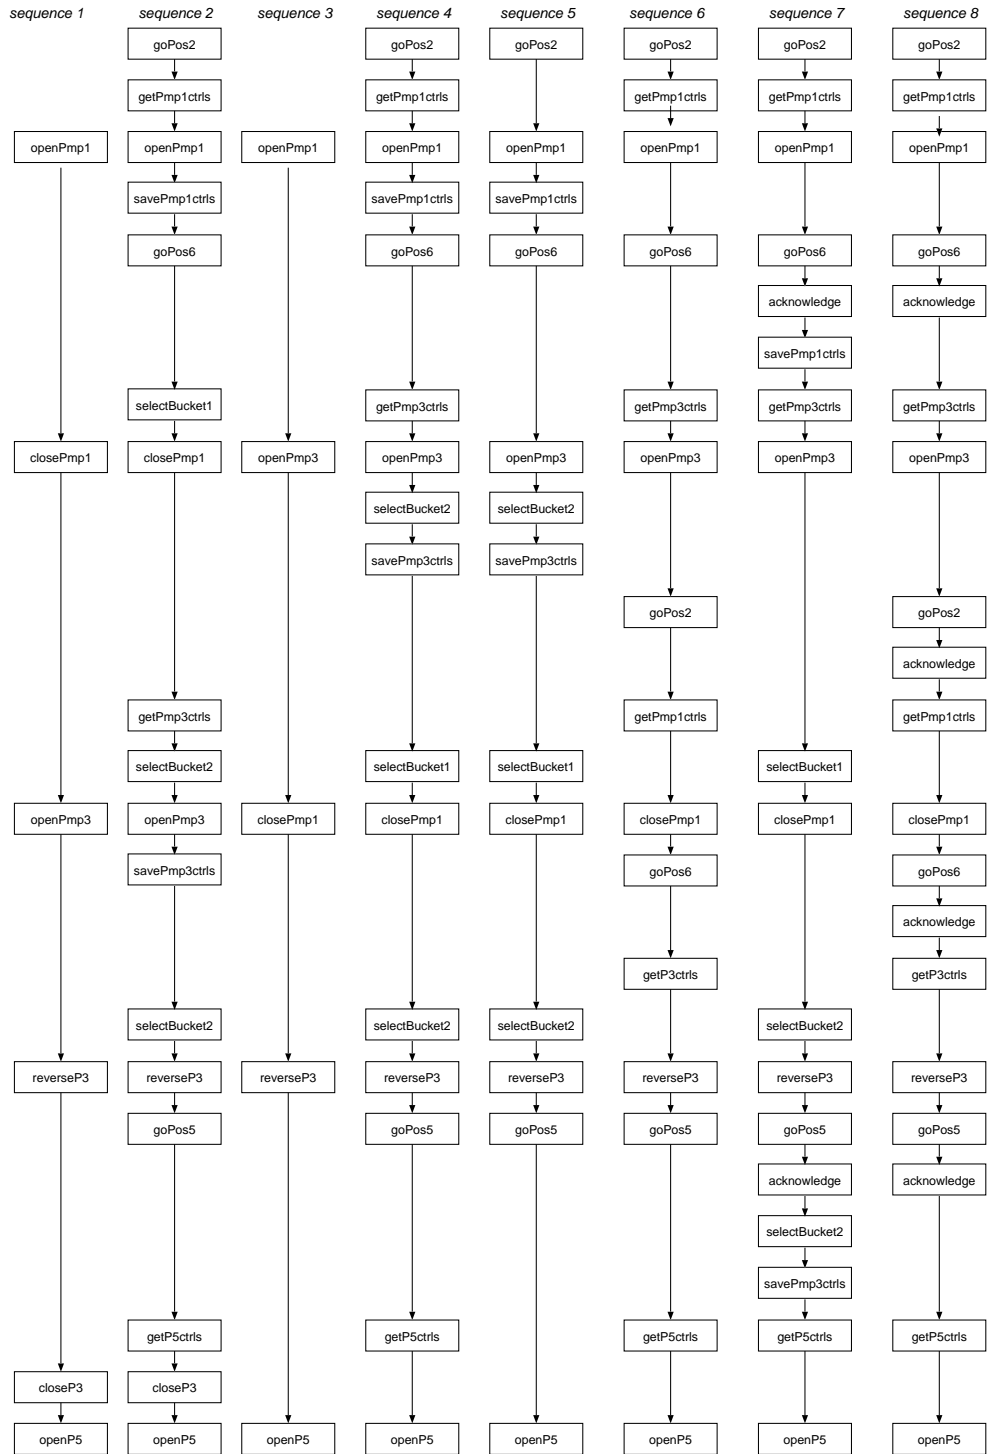 sequence 1 sequence 2 sequence 3 sequence 4 sequence 5 sequence 6 sequence 7 sequence 8
goPos2 goPos2 goPos2 goPos2 goPos2 goPos2
getPmp1ctrls getPmp1ctrls getPmp1ctrls getPmp1ctrls getPmp1ctrls
openPmp1 openPmp1 openPmp1 openPmp1 openPmp1 openPmp1 openPmp1 openPmp1
savePmp1ctrls savePmp1ctrls savePmp1ctrls
goPos6 goPos6 goPos6 goPos6 goPos6 goPos6
acknowledge acknowledge
savePmp1ctrls
selectBucket1 getPmp3ctrls getPmp3ctrls getPmp3ctrls getPmp3ctrls
closePmp1 closePmp1 openPmp3 openPmp3 openPmp3 openPmp3 openPmp3 openPmp3
selectBucket2 selectBucket2
savePmp3ctrls savePmp3ctrls
goPos2 goPos2
acknowledge
getPmp3ctrls getPmp1ctrls getPmp1ctrls
selectBucket2 selectBucket1 selectBucket1 selectBucket1
openPmp3 openPmp3 closePmp1 closePmp1 closePmp1 closePmp1 closePmp1 closePmp1
savePmp3ctrls goPos6 goPos6
acknowledge
getP3ctrls getP3ctrls
selectBucket2 selectBucket2 selectBucket2 selectBucket2
reverseP3 reverseP3 reverseP3 reverseP3 reverseP3 reverseP3 reverseP3 reverseP3
goPos5 goPos5 goPos5 goPos5 goPos5 goPos5
acknowledge acknowledge
selectBucket2
savePmp3ctrls
getP5ctrls getP5ctrls getP5ctrls getP5ctrls getP5ctrls
closeP3 closeP3
openP5 openP5 openP5 openP5 openP5 openP5 openP5 openP5